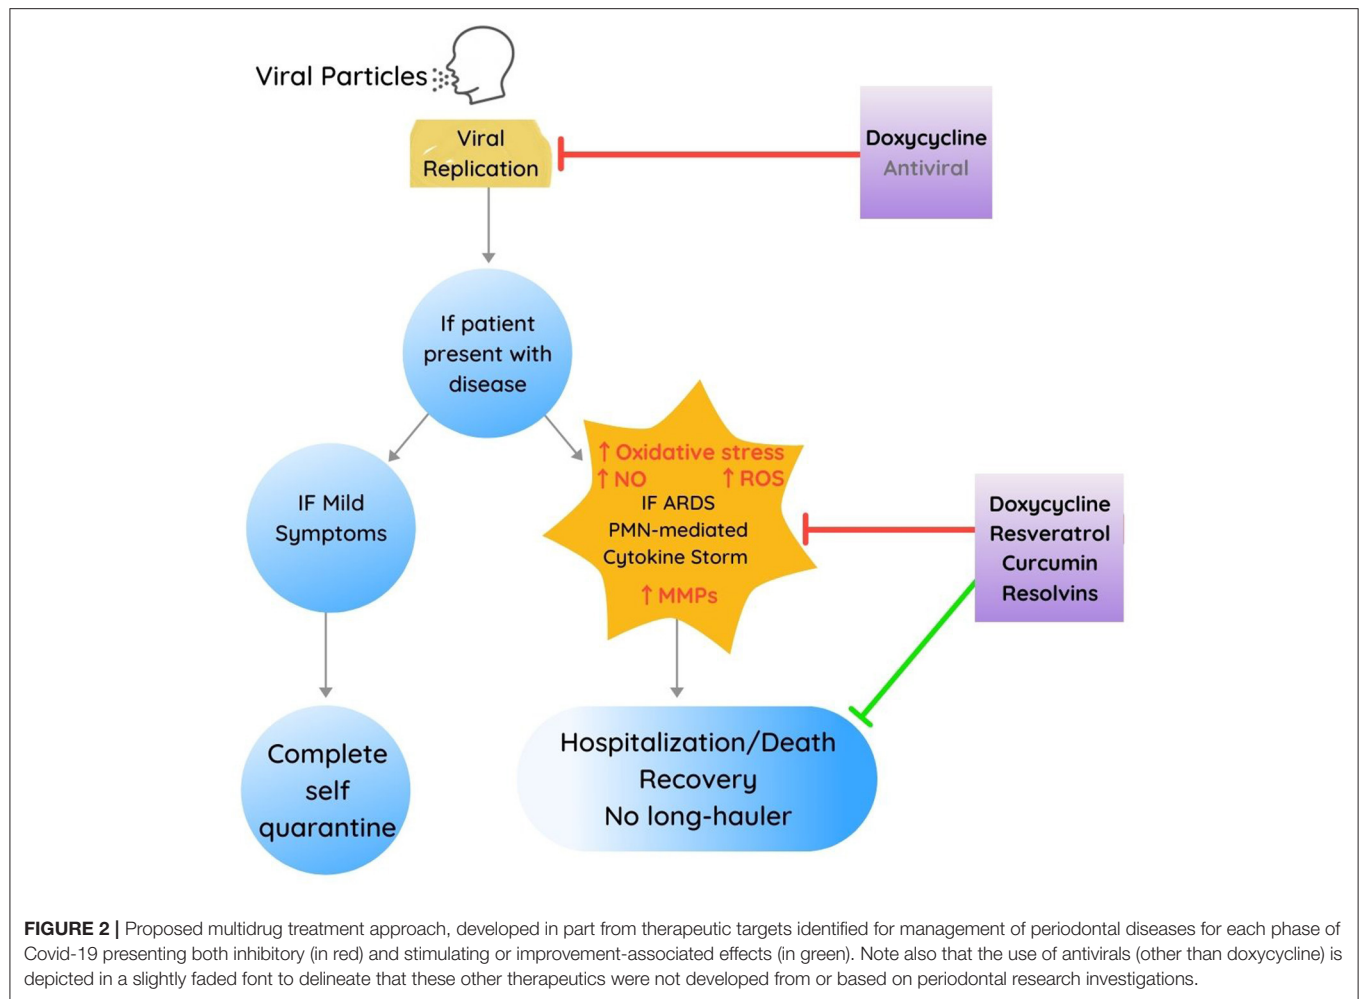 Viral Particles
Viral
Replication
Doxycycline
Antiviral
If patient
present with
disease
IF Mild
Symptoms
↑ Oxidative stress
↑ NO ↑ ROS
IF ARDS
PMN-mediated
Cytokine Storm
↑ MMPs
Doxycycline
Resveratrol
Curcumin
Resolvins
Complete
self
quarantine
Hospitalization/Death
Recovery
No long-hauler
FIGURE 2 | Proposed multidrug treatment approach, developed in part from therapeutic targets identified for management of periodontal diseases for each phase of
Covid-19 presenting both inhibitory (in red) and stimulating or improvement-associated effects (in green). Note also that the use of antivirals (other than doxycycline) is
depicted in a slightly faded font to delineate that these other therapeutics were not developed from or based on periodontal research investigations.